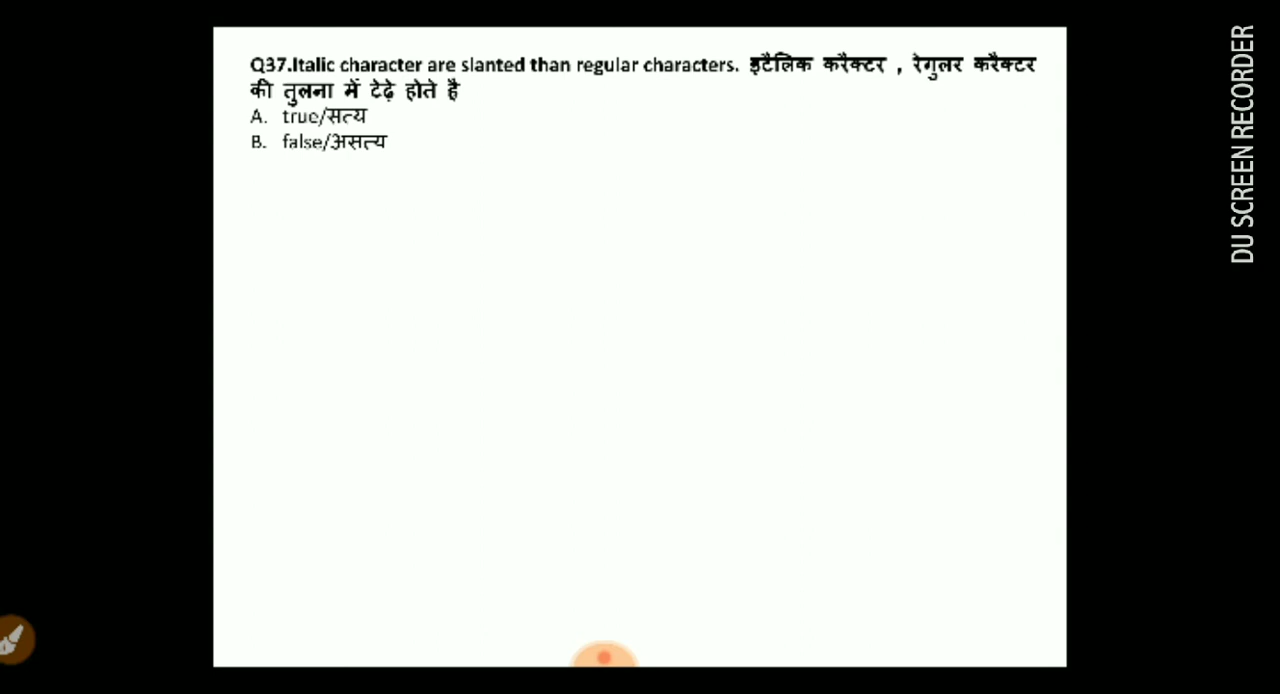 Q37.Italic character are slanted than regular characters. इटैलिक करैक्टर , रेगुलर करैक्टर
की तुलना में टेढ़े होते है
A. true/सत्य
B. false/असत्य
DU SCREEN RECORDER